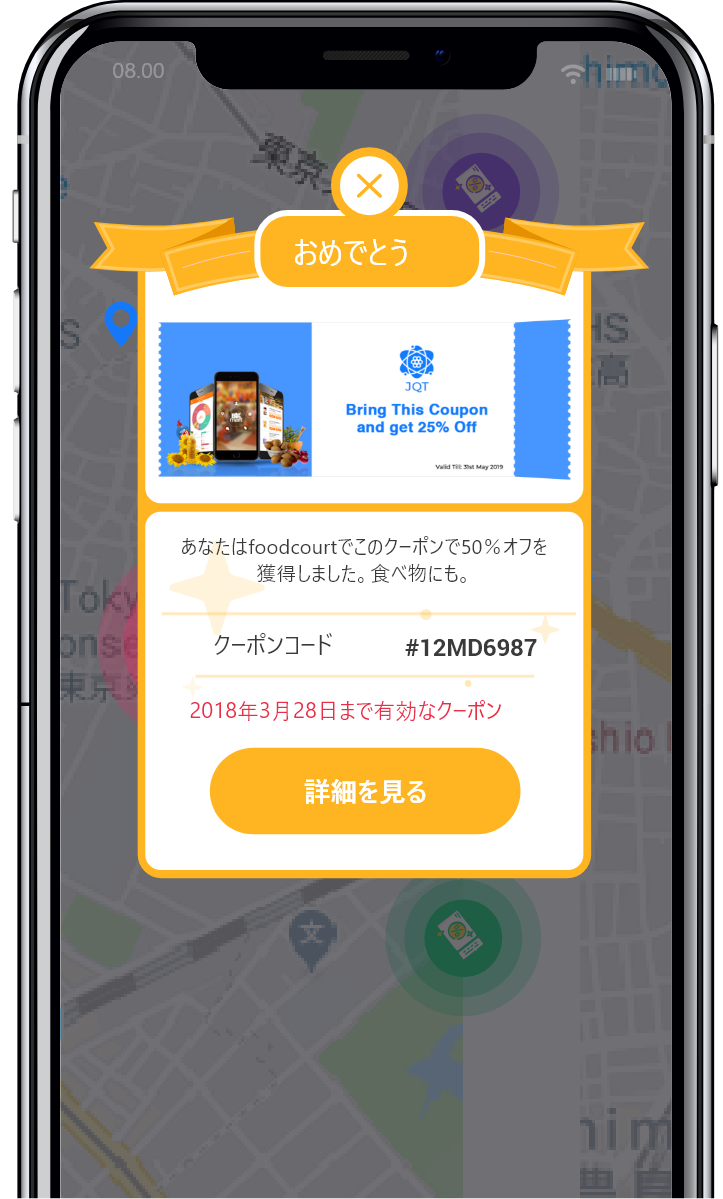 08.00
himo
東京
おめでとう
HS
高
S
JQT
Bring This Coupon
and get 25% Off
Valid Till: 31st May 2019
あなたはfoodcourtでこのクーポンで50%オフを
獲得しました。食べ物にも。
Toky
onse
東京
クーポンコード
#12MD6987
2018年3月28日まで有効なクーポン
shio
詳細を見る
文
him